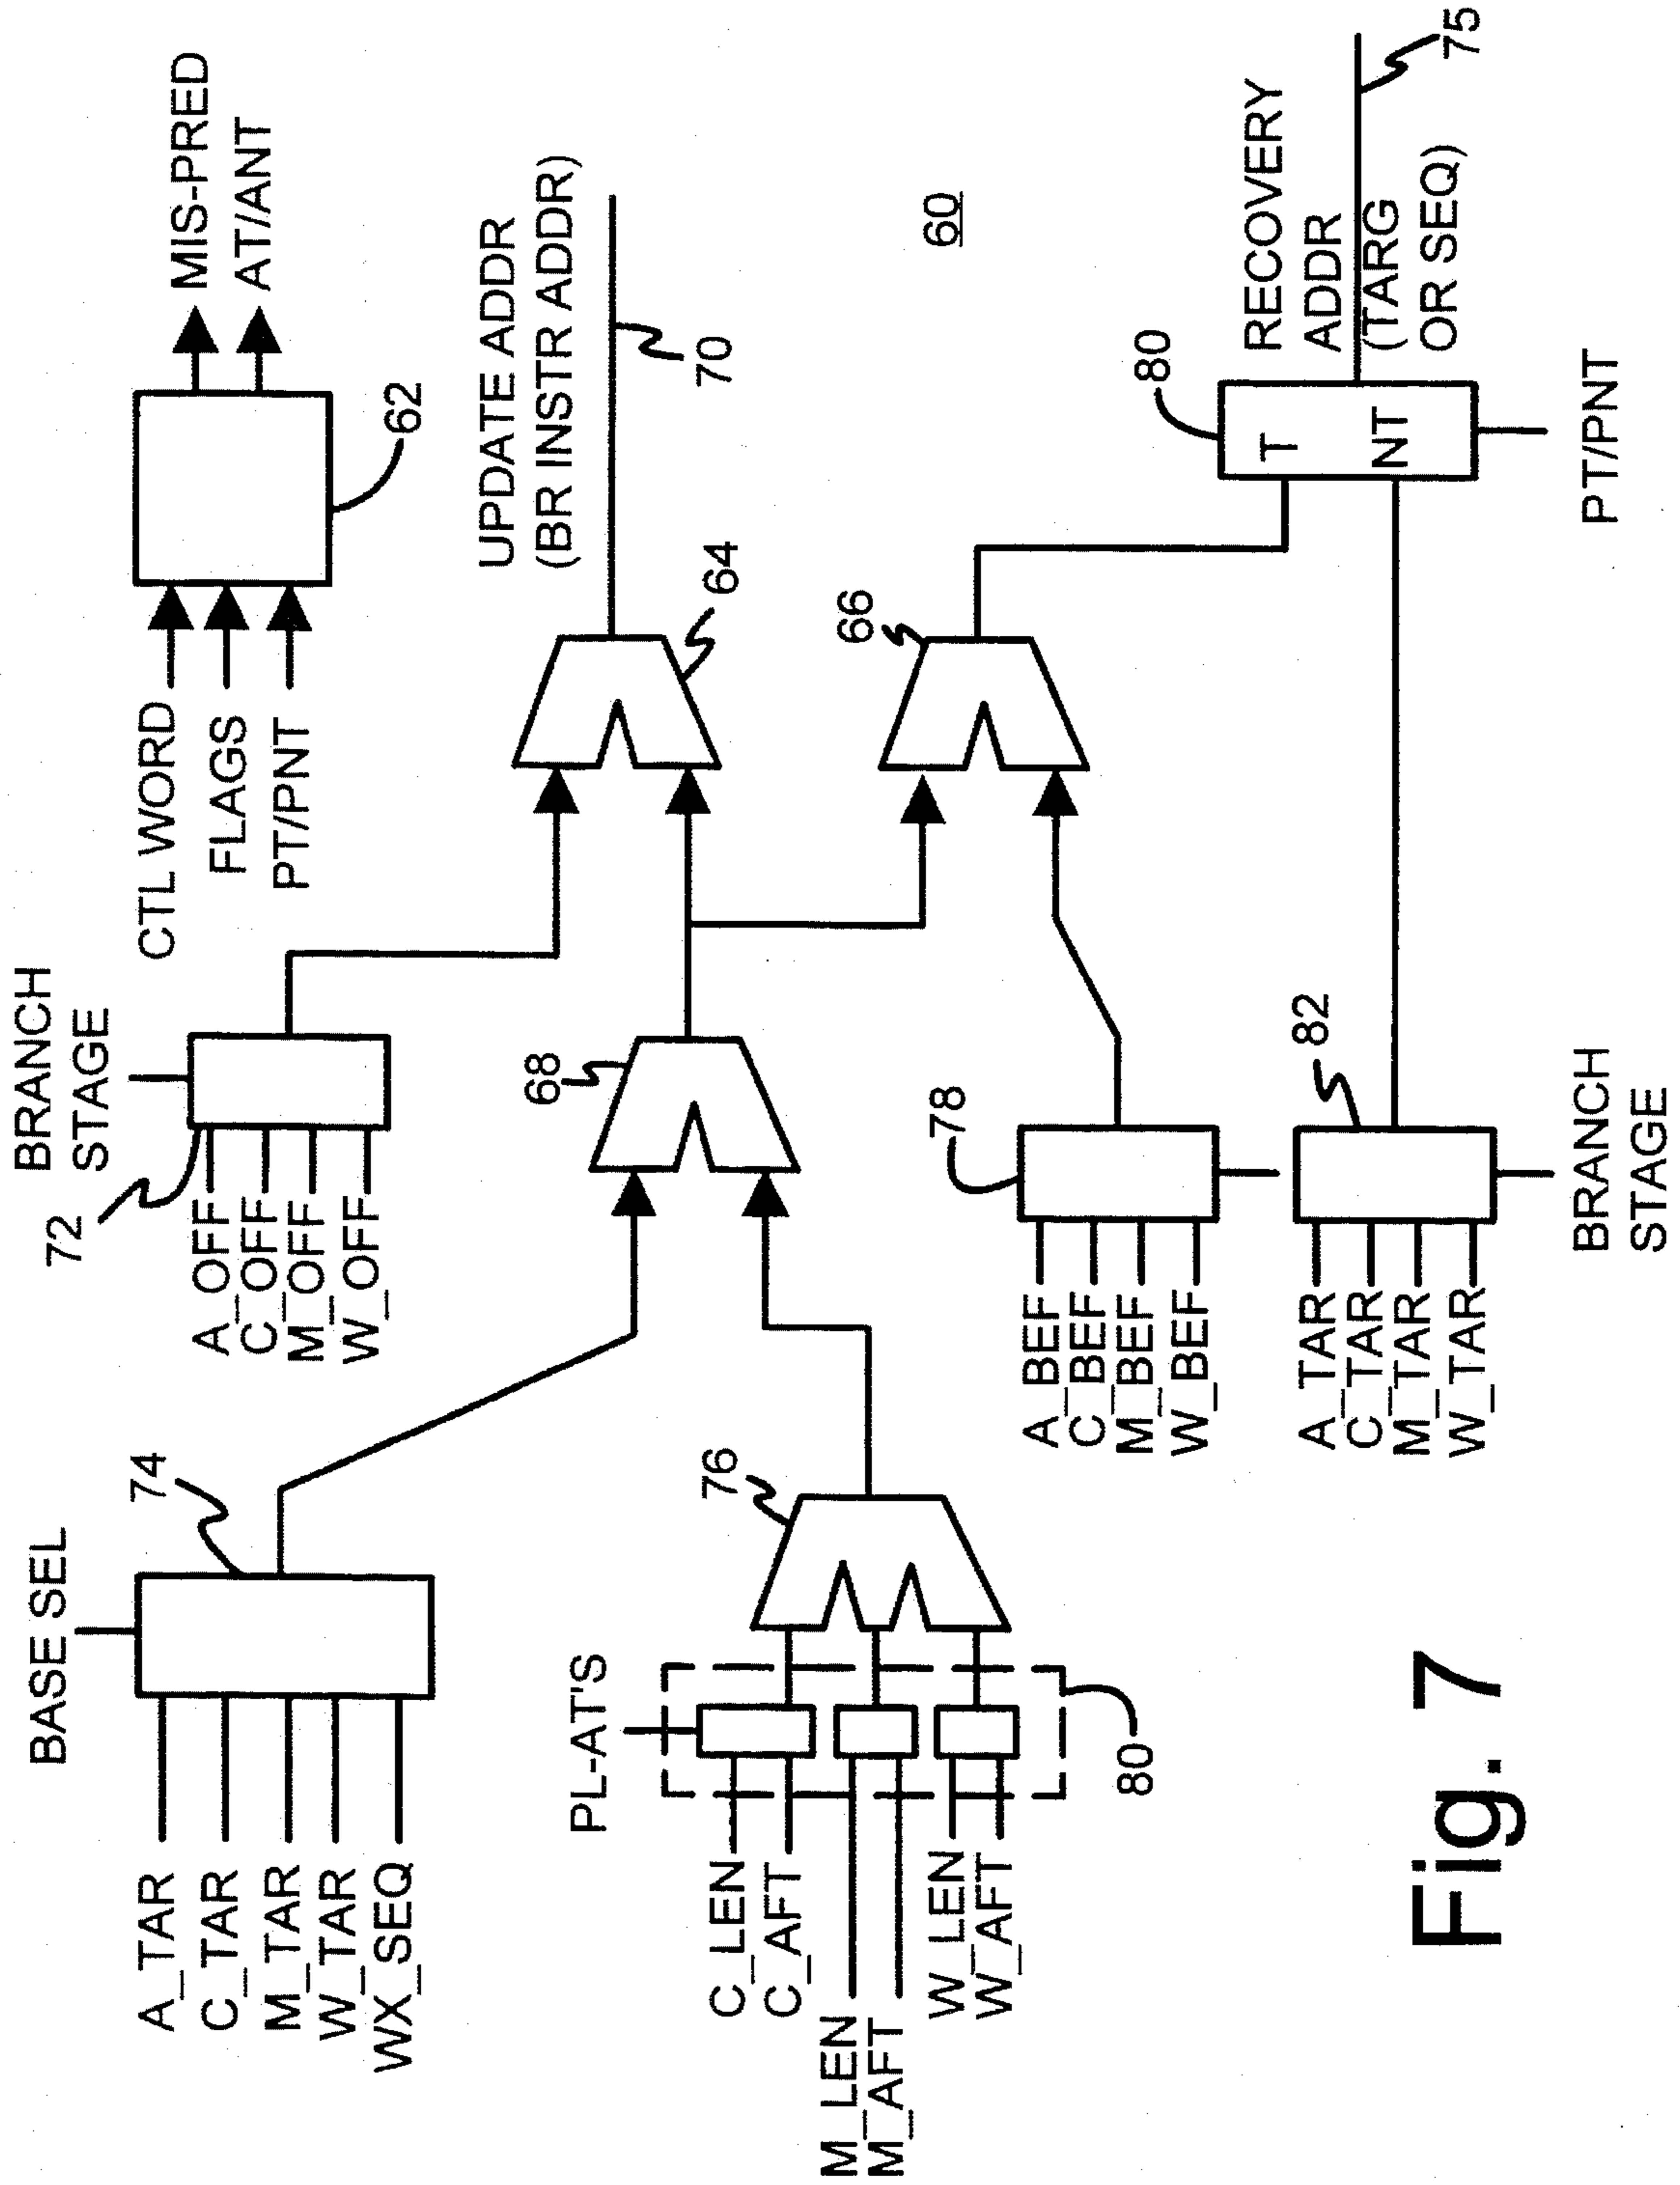 MIS-PRED
AT/ANT
CTL WORD
FLAGS
PT/PNT
62
BRANCH
STAGE
72
A_OFF
C_OFF
M_OFF
W_OFF
UPDATE ADDR
(BR INSTR ADDR)
70
64
BASE SEL
74
A_TAR
C_TAR
M_TAR
W_TAR
WX_SEQ
68
66
60
PL-AT'S
76
C_LEN
C_AFT
M_LEN
M_AFT
W_LEN
W_AFT
80
78
A_BEF
C_BEF
M_BEF
W_BEF
82
A_TAR
C_TAR
M_TAR
W_TAR
BRANCH
STAGE
80
T
NT
PT/PNT
RECOVERY
ADDR
(TARG
OR SEQ)
75
Fig. 7